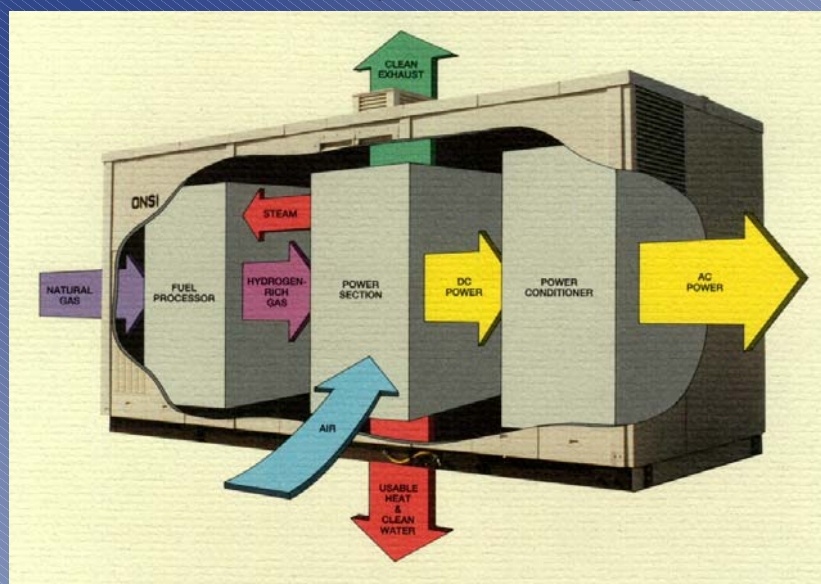 CLEAN
EXHAUST
ONSI
STEAM
NATURAL
GAS
FUEL
PROCESSOR
HYDROGEN-
RICH
GAS
POWER
SECTION
DC
POWER
POWER
CONDITIONER
AC
POWER
AIR
USABLE
HEAT
&
CLEAN
WATER